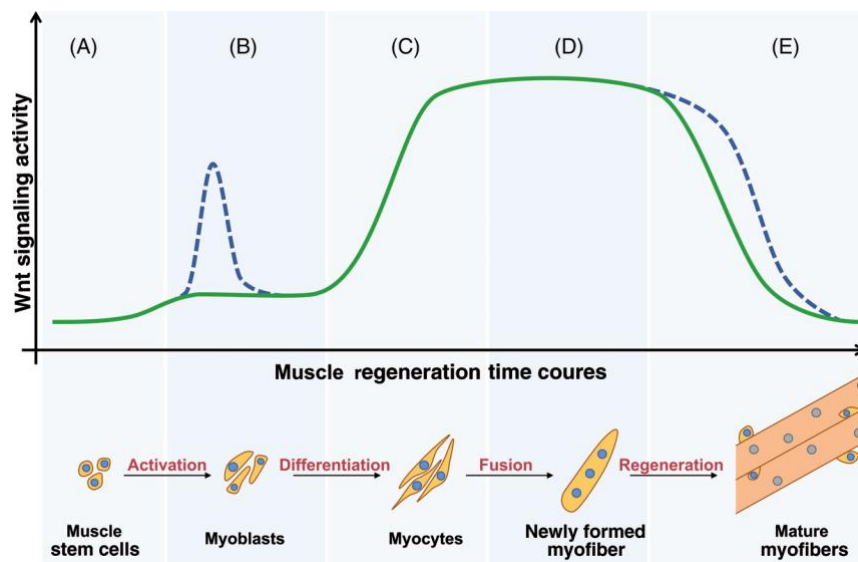 (A) (B) (C) (D) (E)
Wnt signaling activity
Muscle regeneration time coures
Activation Differentiation Fusion Regeneration
Muscle
stem cells
Myoblasts
Myocytes
Newly formed
myofiber
Mature
myofibers